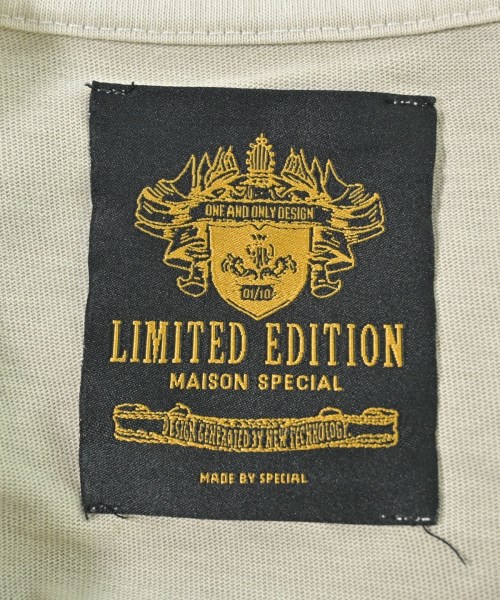 ONE AND ONLY DESIGN
01/10
LIMITED EDITION
MAISON SPECIAL
DESIGN GENERATED BY NEW TECHNOLOGY
MADE BY SPECIAL